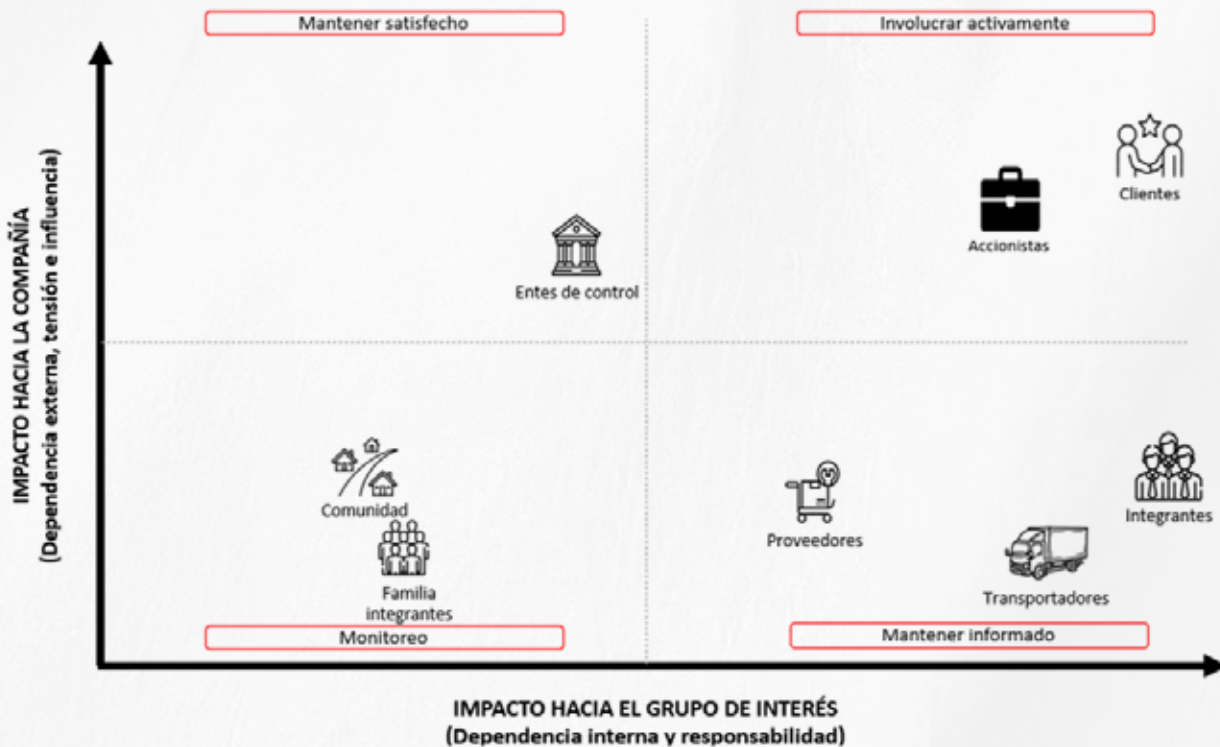 Mantener satisfecho
Involucrar activamente
IMPACTO HACIA LA COMPAÑÍA
(Dependencia externa, tensión e influencia)
Clientes
Accionistas
Entes de control
Comunidad
Familia
integrantes
Proveedores
Integrantes
Transportadores
Monitoreo
Mantener informado
IMPACTO HACIA EL GRUPO DE INTERÉS
(Dependencia interna y responsabilidad)